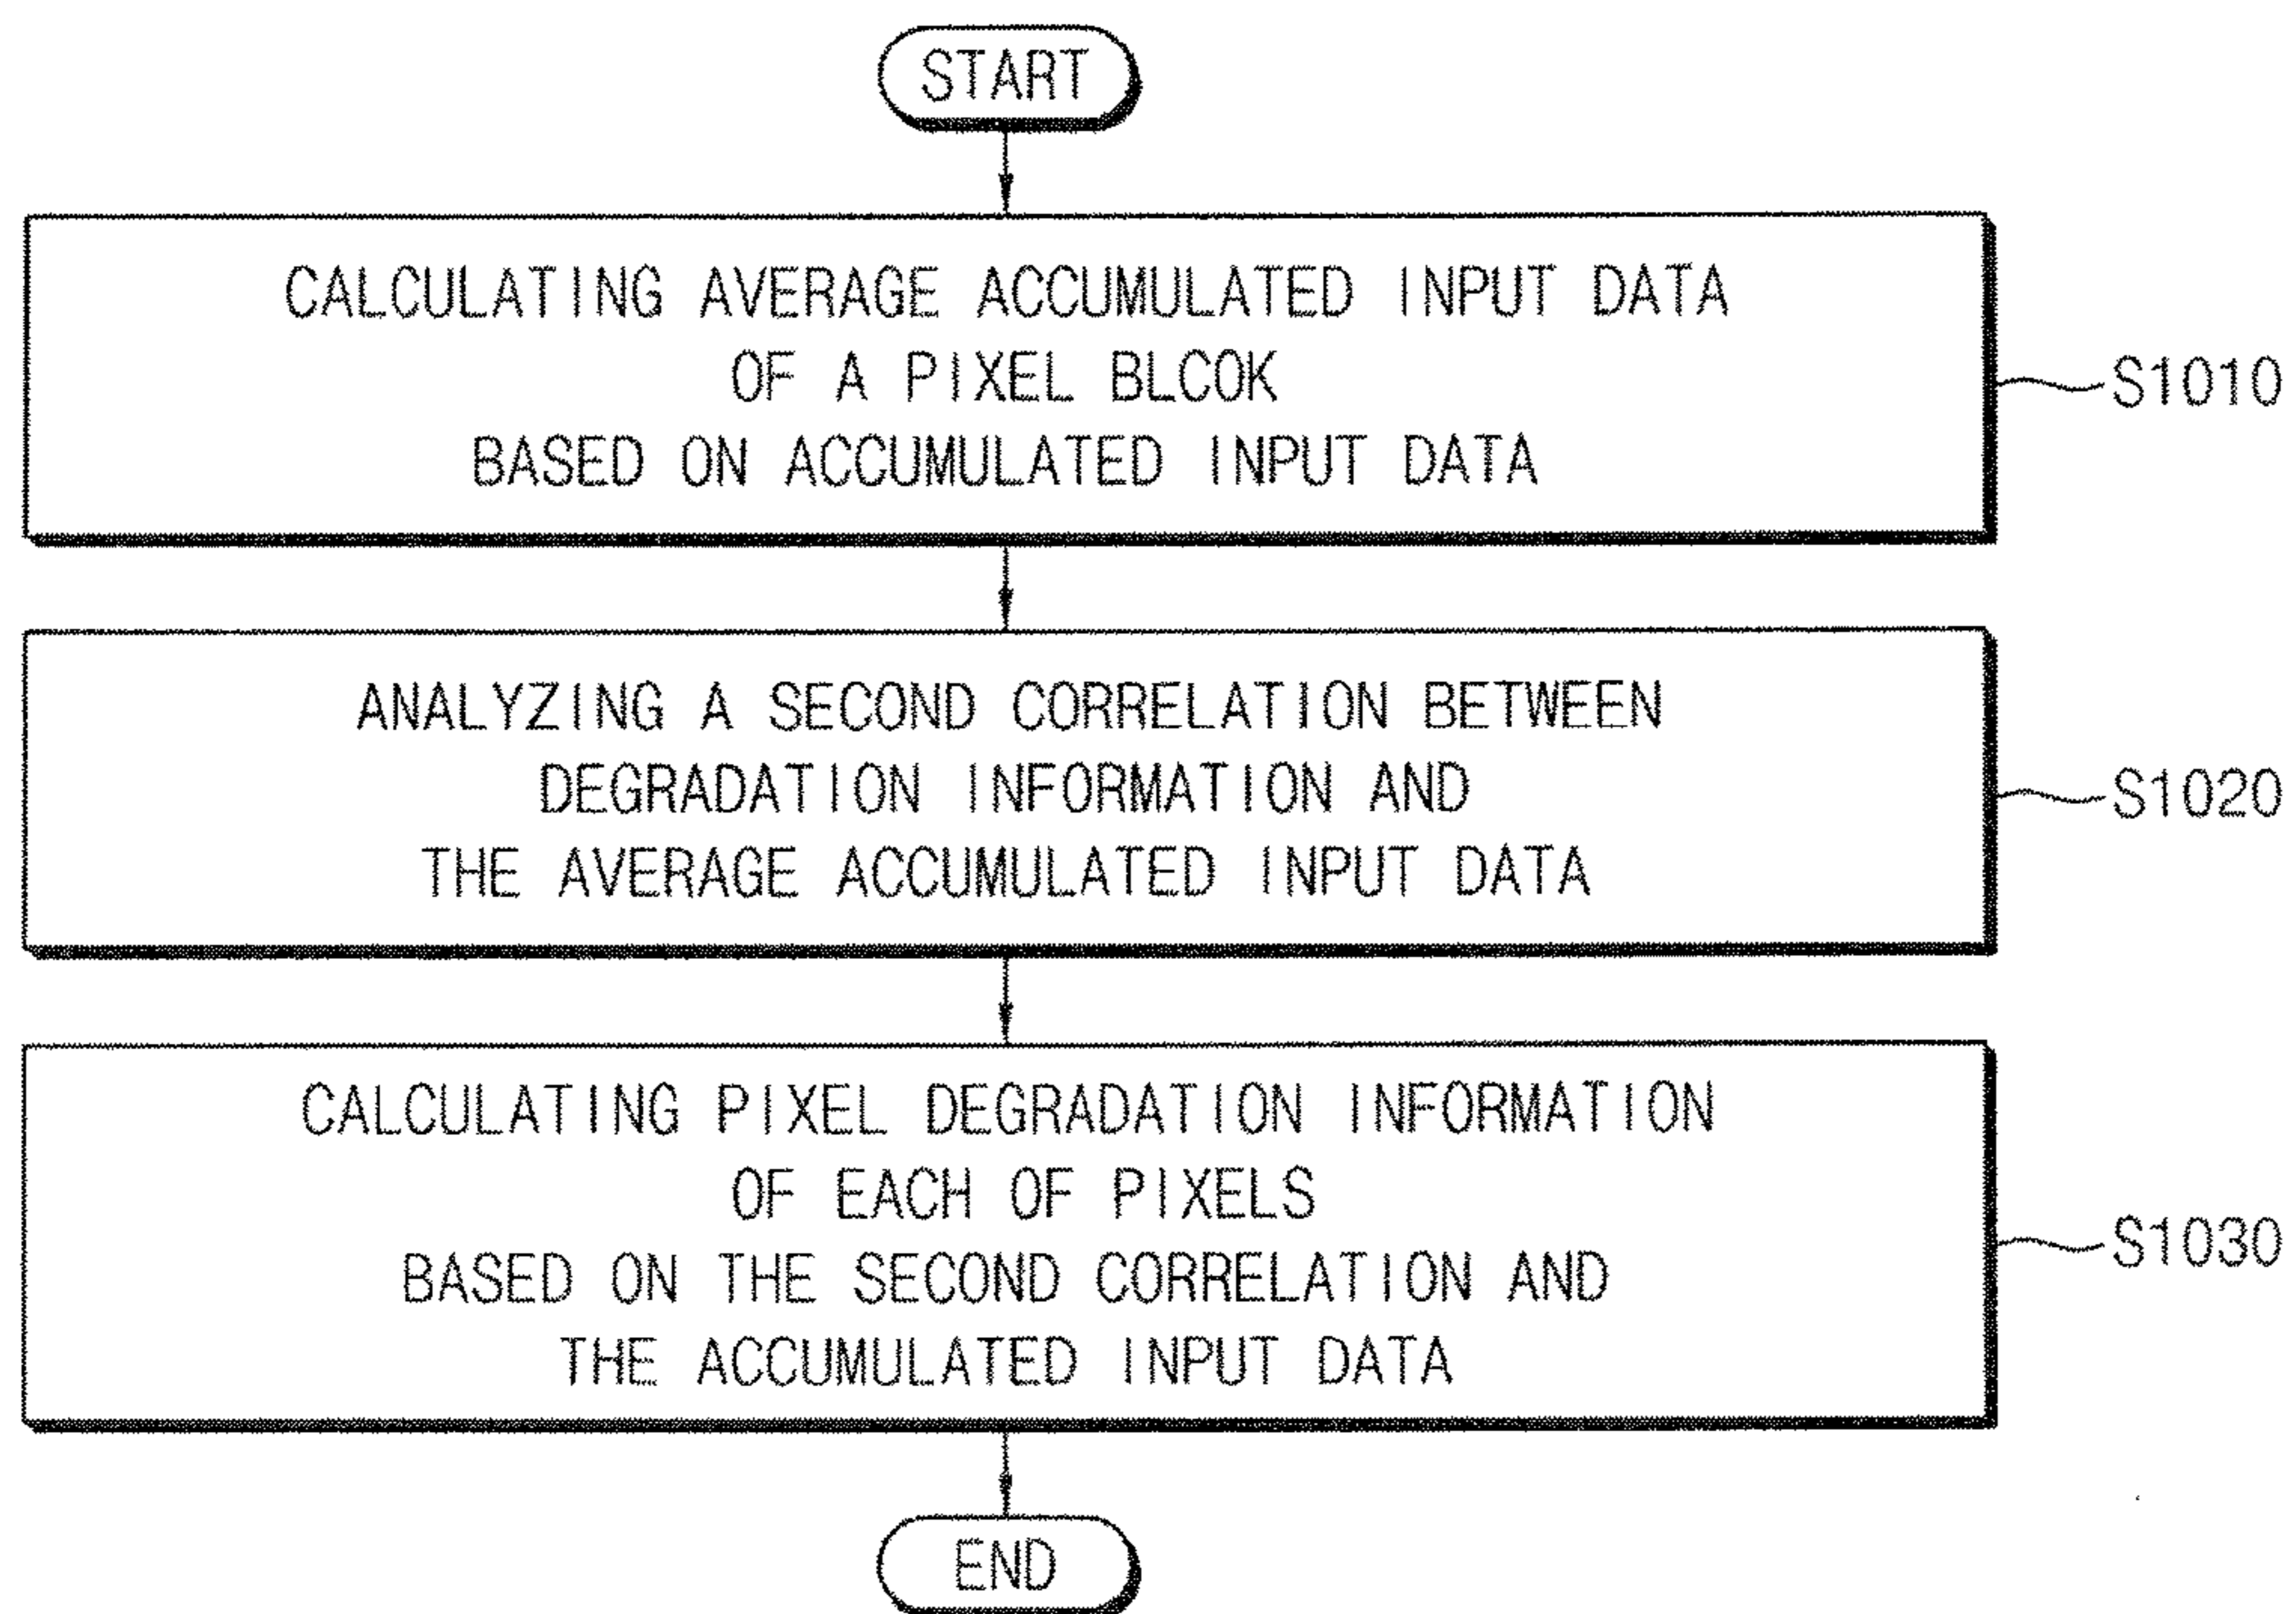 START
CALCULATING AVERAGE ACCUMULATED INPUT DATA
OF A PIXEL BLCOK
BASED ON ACCUMULATED INPUT DATA
S1010
ANALYZING A SECOND CORRELATION BETWEEN
DEGRADATION INFORMATION AND
THE AVERAGE ACCUMULATED INPUT DATA
S1020
CALCULATING PIXEL DEGRADATION INFORMATION
OF EACH OF PIXELS
BASED ON THE SECOND CORRELATION AND
THE ACCUMULATED INPUT DATA
S1030
END